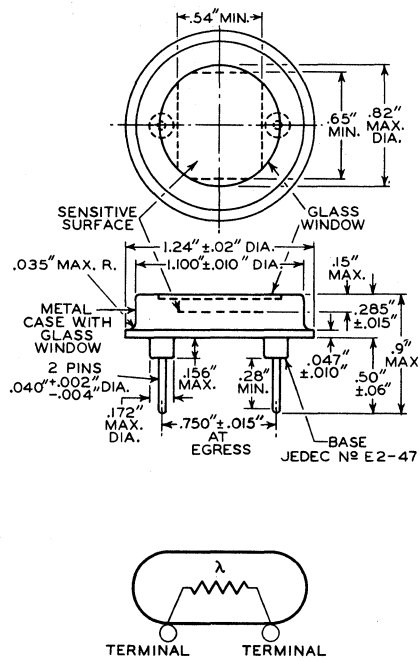 .54" MIN.
.65"
MIN.
.82"
MAX.
DIA.
SENSITIVE
SURFACE
GLASS
WINDOW
1.24"±.02" DIA.
.035" MAX. R.
1.100"±.010" DIA.
.15"
MAX.
METAL
CASE WITH
GLASS
WINDOW
.285"
±.015"
.9"
MAX.
2 PINS
.040"+.002"
-.004" DIA.
.156"
MAX.
.28"
MIN.
.047"
±.010"
.50"
±.06"
.172"
MAX.
DIA.
.750"±.015"
AT
EGRESS
BASE
JEDEC Nº E2-47
λ
TERMINAL
TERMINAL